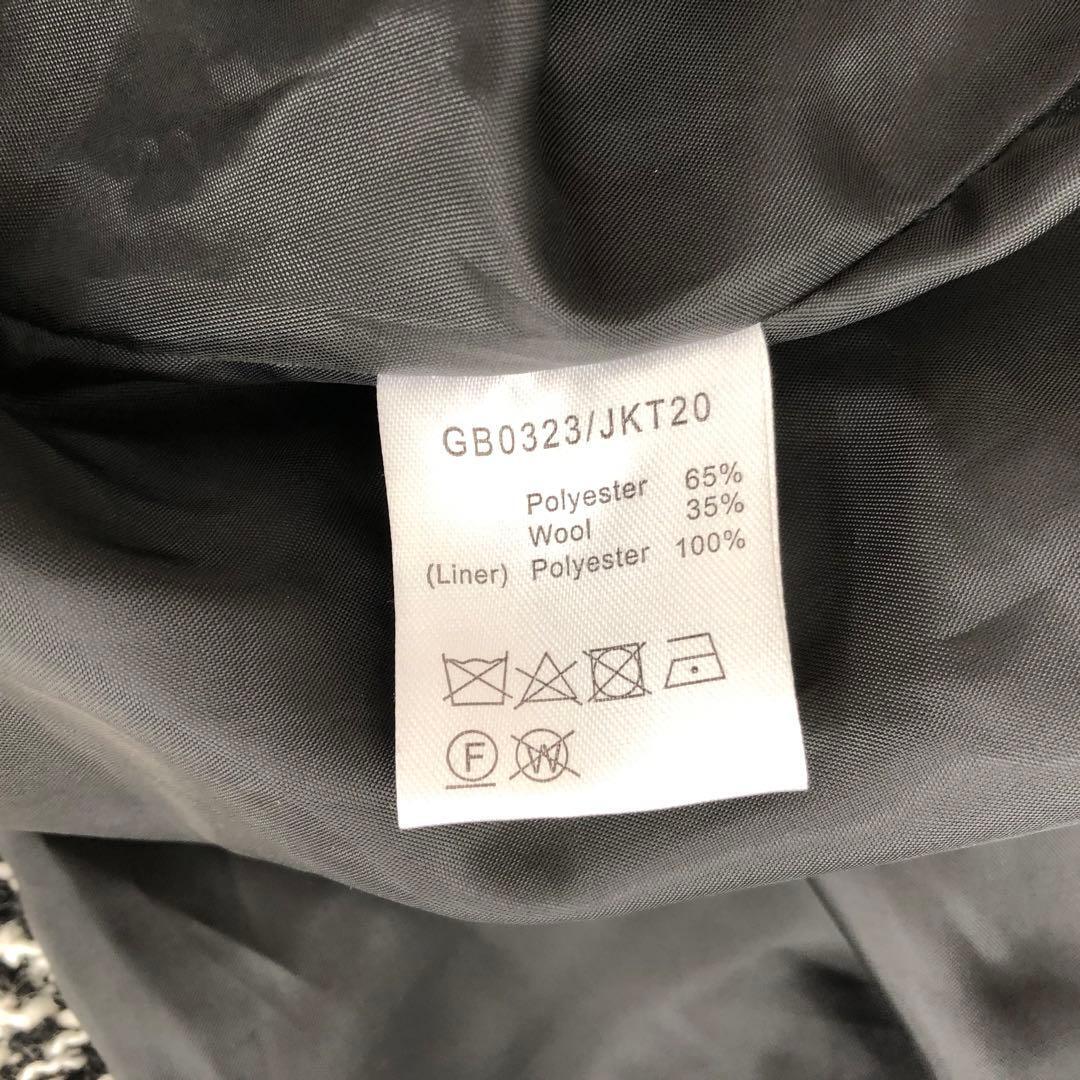 GB0323/JKT20
Polyester 65%
Wool 35%
(Liner) Polyester 100%
F W